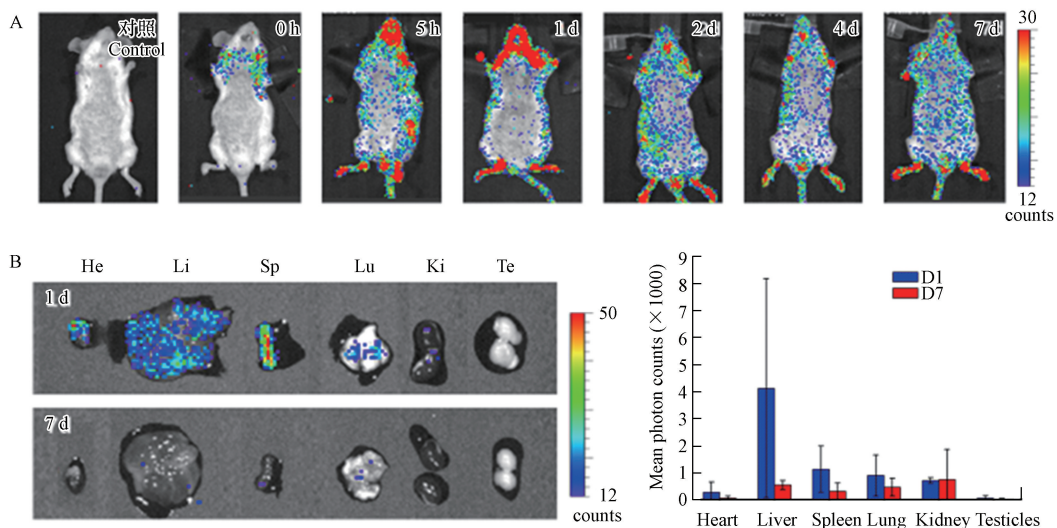 A
对照
Control
0 h
5 h
1 d
2 d
4 d
7 d
30
12
counts
B
He Li Sp Lu Ki Te
1 d
7 d
50
12
counts
Mean photon counts (×1000)
9
8
7
6
5
4
3
2
1
0
D1
D7
Heart Liver Spleen Lung Kidney Testicles